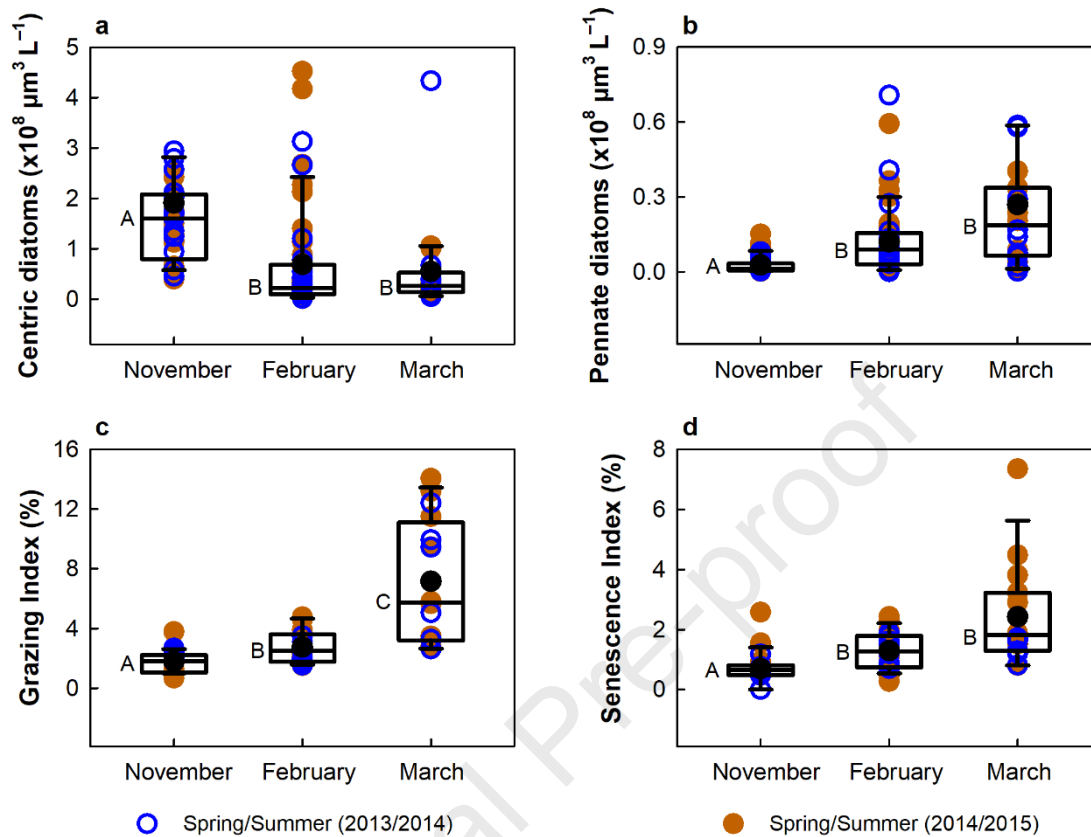 a
Centric diatoms (x10⁸ µm³ L⁻¹)
5
4
3
2
1
0
A
B
B
November February March
b
Pennate diatoms (x10⁸ µm³ L⁻¹)
0.9
0.6
0.3
0.0
A
B
B
November February March
c
Grazing Index (%)
16
12
8
4
0
A
B
C
November February March
d
Senescence Index (%)
8
6
4
2
0
A
B
B
November February March
Spring/Summer (2013/2014)
Spring/Summer (2014/2015)
al Pre-proof